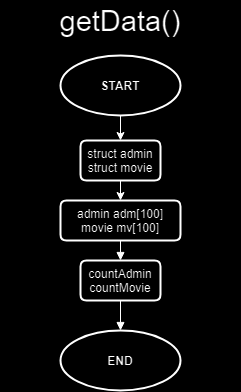 getData()
START
struct admin
struct movie
admin adm[100]
movie mv[100]
countAdmin
countMovie
END